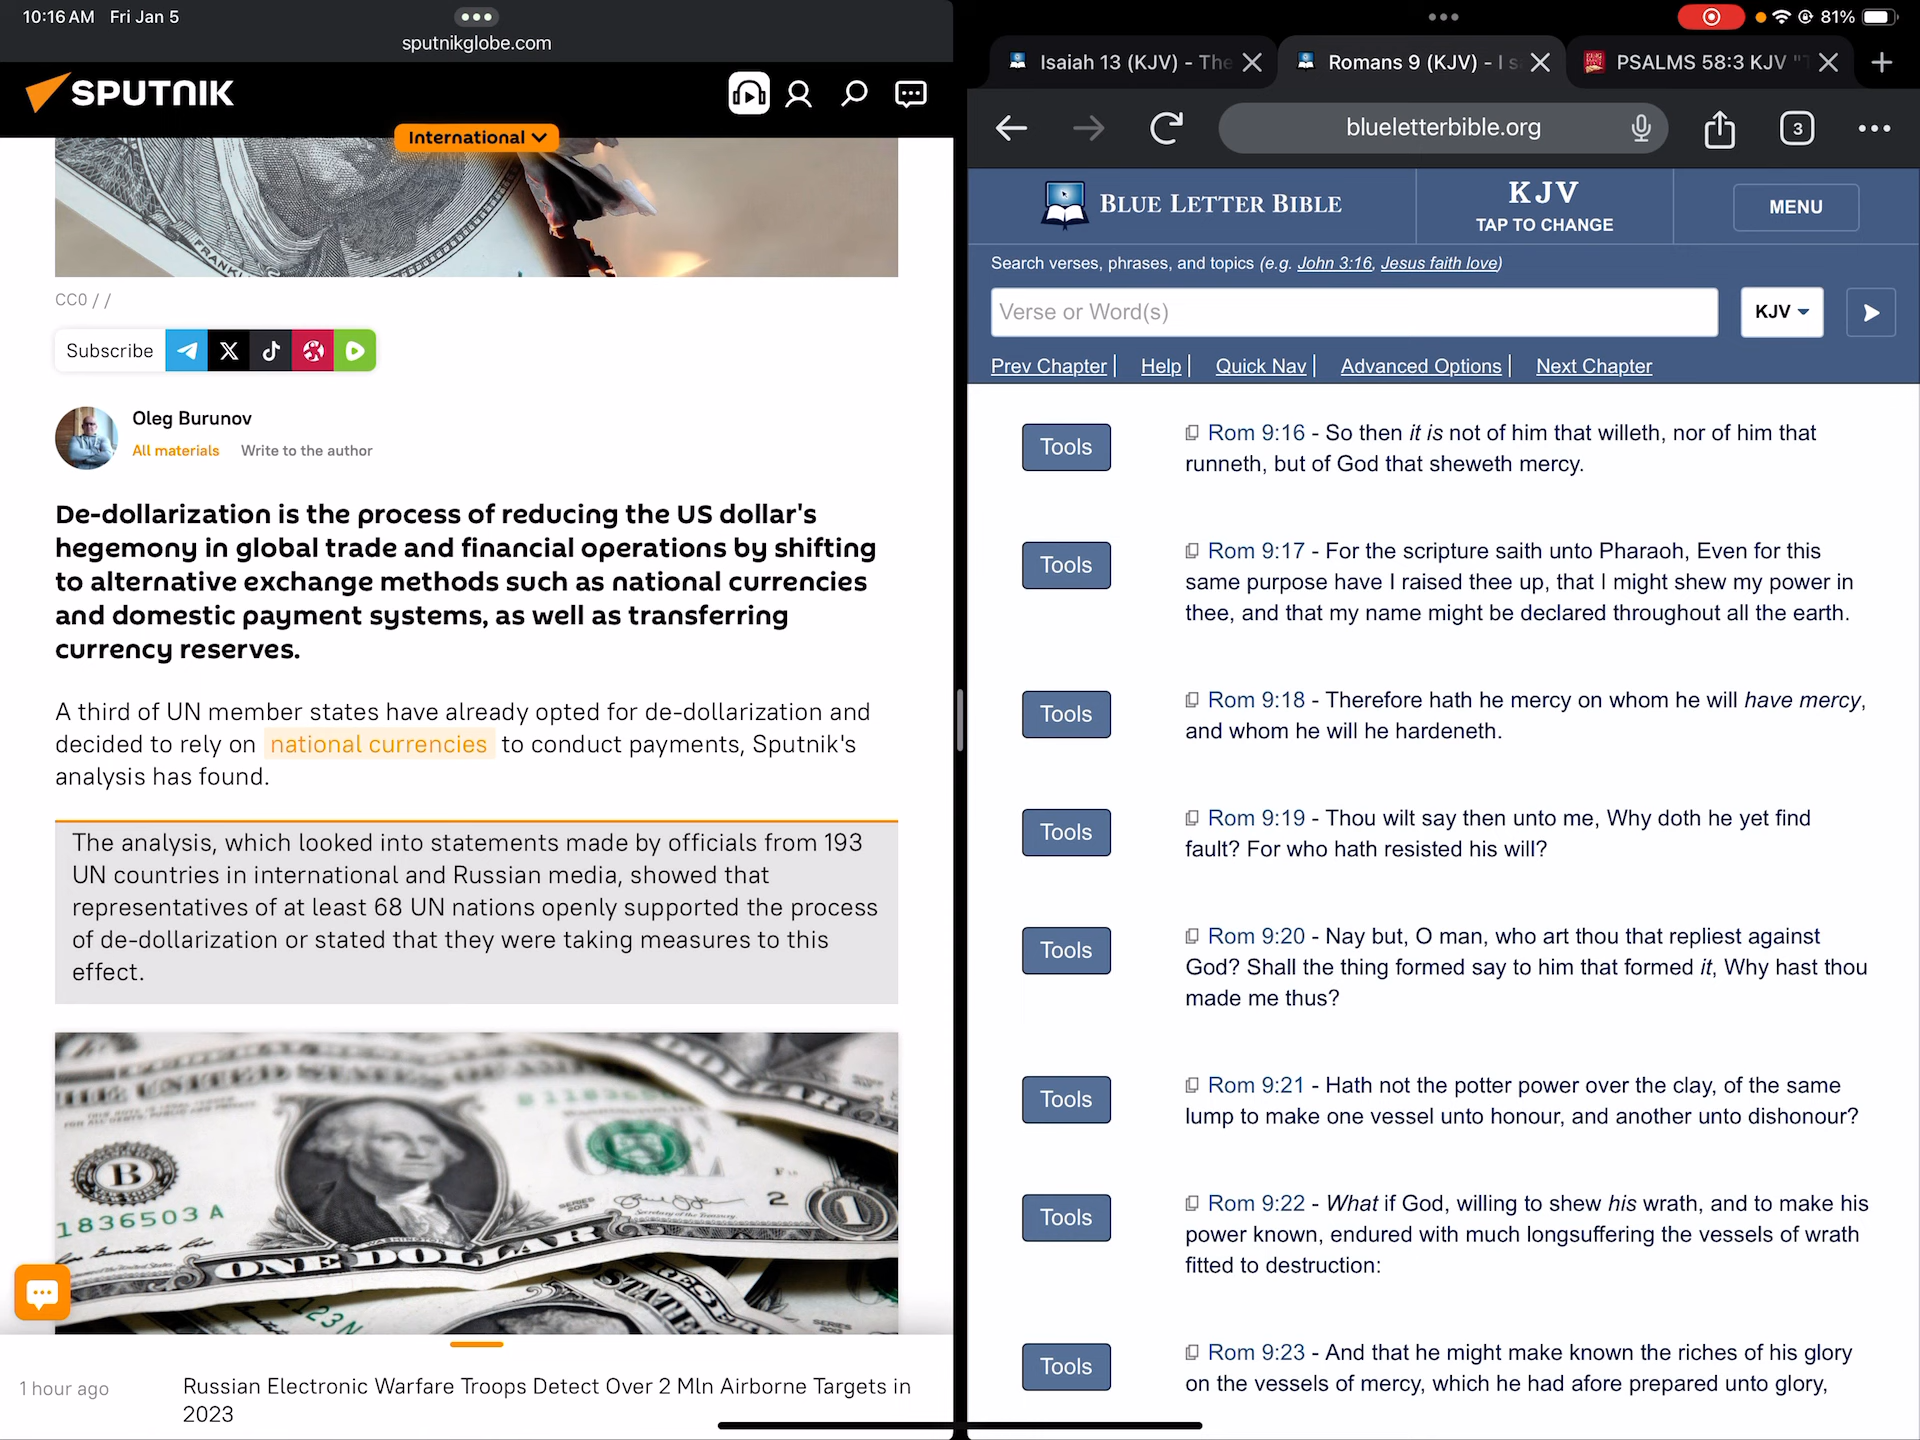 10:16 AM Fri Jan 5
sputnikglobe.com
SPUTNIK
International
FRANKLI
CC0 / /
Subscribe
Oleg Burunov
All materials Write to the author
De-dollarization is the process of reducing the US dollar's
hegemony in global trade and financial operations by shifting
to alternative exchange methods such as national currencies
and domestic payment systems, as well as transferring
currency reserves.
A third of UN member states have already opted for de-dollarization and
decided to rely on national currencies to conduct payments, Sputnik's
analysis has found.
The analysis, which looked into statements made by officials from 193
UN countries in international and Russian media, showed that
representatives of at least 68 UN nations openly supported the process
of de-dollarization or stated that they were taking measures to this
effect.
THE UNITED STATES OF AMERICA
B
1836503 A
WASHINGTON
SERIES
2013
Secretary of the Treasury
2
1
ONE DOLLAR
1 hour ago
Russian Electronic Warfare Troops Detect Over 2 Mln Airborne Targets in
2023
81%
Isaiah 13 (KJV) - The
Romans 9 (KJV) - I s
PSALMS 58:3 KJV "T
blueletterbible.org
3
BLUE LETTER BIBLE
KJV
TAP TO CHANGE
MENU
Search verses, phrases, and topics (e.g. John 3:16, Jesus faith love)
Verse or Word(s)
KJV
Prev Chapter | Help | Quick Nav | Advanced Options | Next Chapter
Tools
Rom 9:16 - So then it is not of him that willeth, nor of him that
runneth, but of God that sheweth mercy.
Tools
Rom 9:17 - For the scripture saith unto Pharaoh, Even for this
same purpose have I raised thee up, that I might shew my power in
thee, and that my name might be declared throughout all the earth.
Tools
Rom 9:18 - Therefore hath he mercy on whom he will have mercy,
and whom he will he hardeneth.
Tools
Rom 9:19 - Thou wilt say then unto me, Why doth he yet find
fault? For who hath resisted his will?
Tools
Rom 9:20 - Nay but, O man, who art thou that repliest against
God? Shall the thing formed say to him that formed it, Why hast thou
made me thus?
Tools
Rom 9:21 - Hath not the potter power over the clay, of the same
lump to make one vessel unto honour, and another unto dishonour?
Tools
Rom 9:22 - What if God, willing to shew his wrath, and to make his
power known, endured with much longsuffering the vessels of wrath
fitted to destruction:
Tools
Rom 9:23 - And that he might make known the riches of his glory
on the vessels of mercy, which he had afore prepared unto glory,